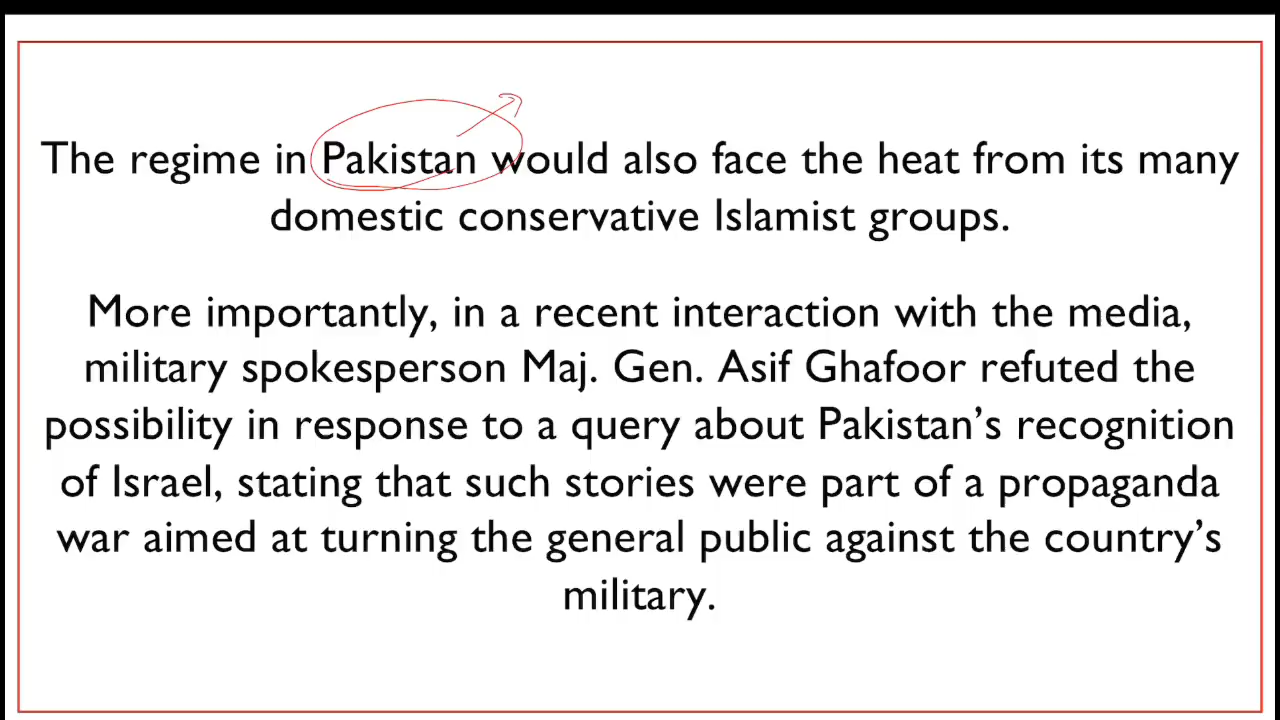 The regime in Pakistan would also face the heat from its many
domestic conservative Islamist groups.
More importantly, in a recent interaction with the media,
military spokesperson Maj. Gen. Asif Ghafoor refuted the
possibility in response to a query about Pakistan’s recognition
of Israel, stating that such stories were part of a propaganda
war aimed at turning the general public against the country’s
military.